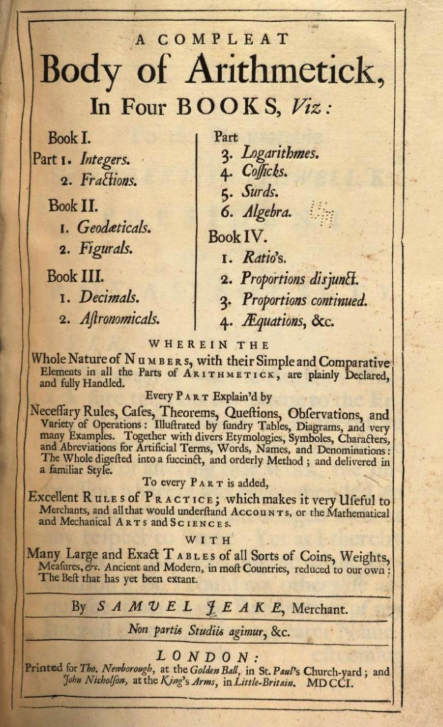 A COMPLEAT
Body of Arithmetick,
In Four BOOKS, Viz:
Book I.
Part 1. Integers.
2. Fractions.
Book II.
1. Geodæticals.
2. Figurals.
Book III.
1. Decimals.
2. Aſtronomicals.
Part
3. Logarithmes.
4. Coſſicks.
5. Surds.
6. Algebra.
Book IV.
1. Ratio's.
2. Proportions disjunct.
3. Proportions continued.
4. Æquations, &c.
WHEREIN THE
Whole Nature of NUMBERS, with their Simple and Comparative
Elements in all the Parts of ARITHMETICK, are plainly Declared,
and fully Handled.
Every PART Explain'd by
Neceſſary Rules, Caſes, Theorems, Queſtions, Obſervations, and
Variety of Operations: Illuſtrated by ſundry Tables, Diagrams, and very
many Examples. Together with divers Etymologies, Symboles, Characters,
and Abreviations for Artificial Terms, Words, Names, and Denominations:
The Whole digeſted into a ſuccinct, and orderly Method; and delivered in
a familiar Style.
To every PART is added,
Excellent RULES of PRACTICE; which makes it very Uſeful to
Merchants, and all that would underſtand ACCOUNTS, or the Mathematical
and Mechanical ARTS and SCIENCES.
WITH
Many Large and Exact TABLES of all Sorts of Coins, Weights,
Meaſures, &c. Ancient and Modern, in moſt Countries, reduced to our own:
The Beſt that has yet been extant.
By SAMVEL JEAKE, Merchant.
Non partis Studiis agimur, &c.
LONDON:
Printed for Tho. Newborough, at the Golden Ball, in St. Paul's Church-yard; and
John Nicholſon, at the King's Arms, in Little-Britain. MDCCI.